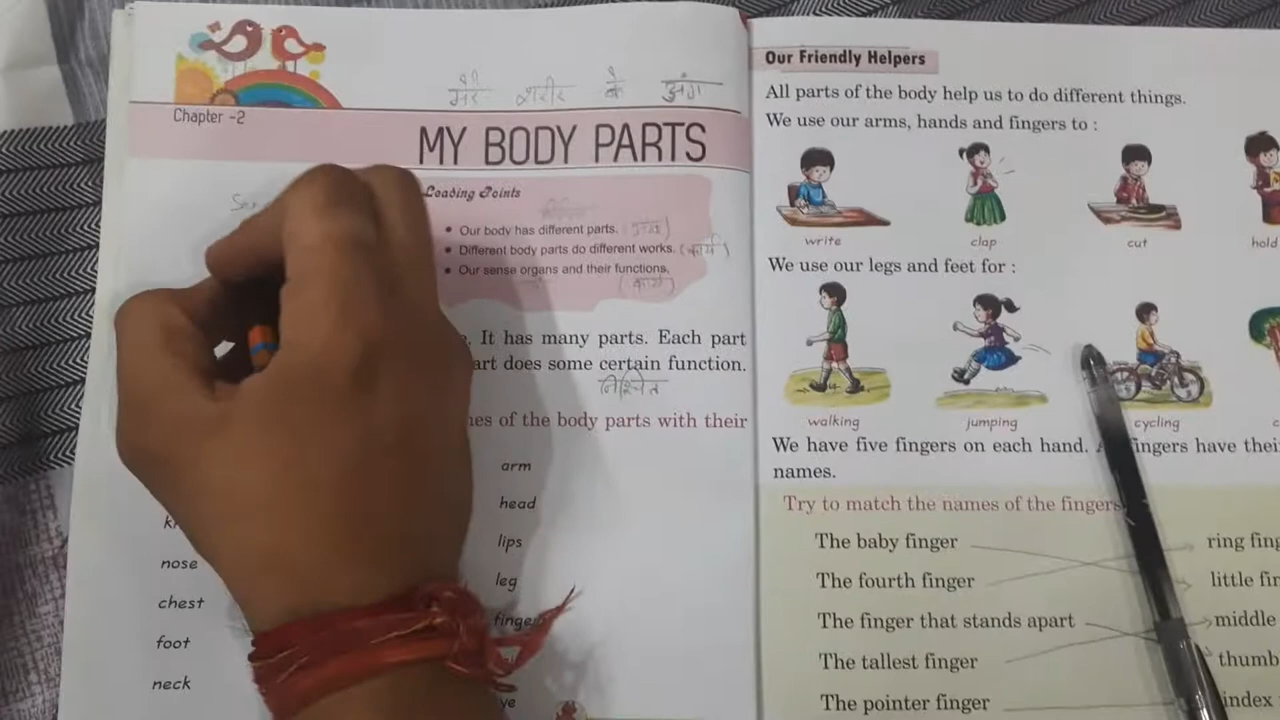 मेरे शरीर के अंग
Chapter -2
MY BODY PARTS
Loading Points
• Our body has different parts.
• Different body parts do different works. (कार्य)
• Our sense organs and their functions.
(कार्य)
It has many parts. Each part
art does some certain function.
निश्चित
es of the body parts with their
arm
head
lips
nose
leg
chest
finge
foot
neck
ye
Our Friendly Helpers
All parts of the body help us to do different things.
We use our arms, hands and fingers to :
write clap cut hold
We use our legs and feet for :
walking jumping cycling
We have five fingers on each hand. fingers have thei
names.
Try to match the names of the fingers
The baby finger ring fing
The fourth finger little fin
The finger that stands apart middle
The tallest finger thumb
The pointer finger index